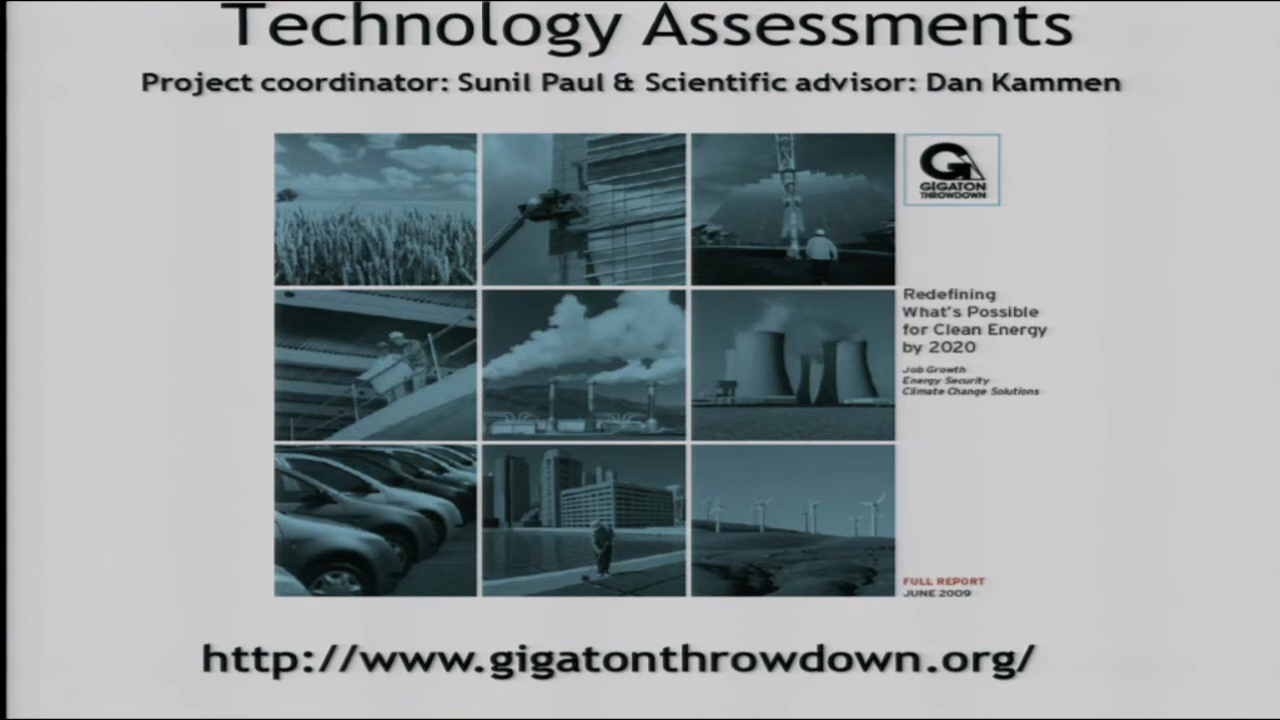 Technology Assessments
Project coordinator: Sunil Paul & Scientific advisor: Dan Kammen
GIGATON
THROWDOWN
Redefining
What's Possible
for Clean Energy
by 2020
Job Growth
Energy Security
Climate Change Solutions
FULL REPORT
JUNE 2009
http://www.gigatonthrowdown.org/